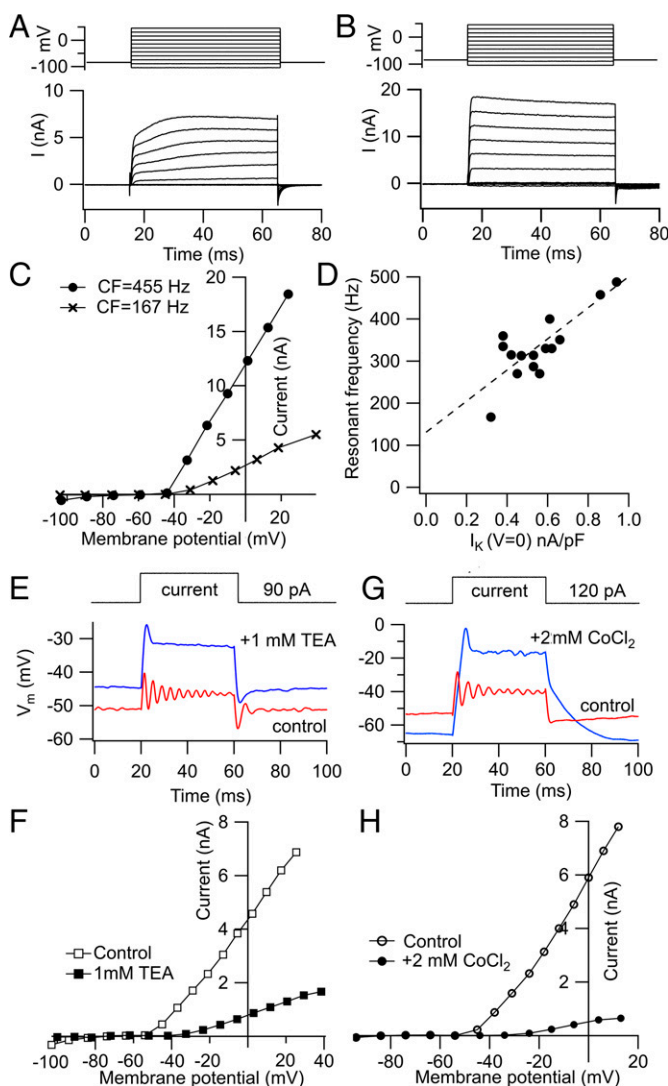 A
mV
0
-100
I (nA)
10
5
0
0 20 40 60 80
Time (ms)
B
mV
0
-100
I (nA)
20
10
0
0 20 40 60 80
Time (ms)
C
CF=455 Hz
CF=167 Hz
20
15
10
5
Current (nA)
-100 -80 -60 -40 -20 20
Membrane potential (mV)
D
Resonant frequency (Hz)
500
400
300
200
100
0
0.0 0.2 0.4 0.6 0.8 1.0
I_K (V=0) nA/pF
E
current 90 pA
V_m (mV)
-30
-40
-50
-60
+1 mM TEA
control
0 20 40 60 80 100
Time (ms)
G
current 120 pA
0
-20
-40
-60
+2mM CoCl₂
control
0 20 40 60 80 100
Time (ms)
F
8
6
4
2
Current (nA)
Control
1mM TEA
-100 -80 -60 -40 -20 0 20 40
Membrane potential (mV)
H
8
6
4
2
Current (nA)
Control
+2 mM CoCl₂
-80 -60 -40 -20 0 20
Membrane potential (mV)